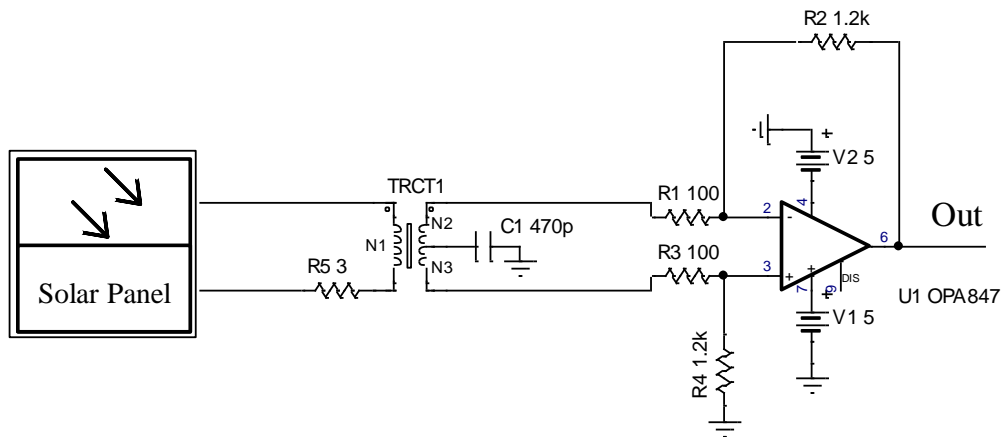 R2 1.2k
+
V2 5
TRCT1
R1 100
4
N2
C1 470p
2
-
Out
N1
6
R3 100
N3
3
+
+
DIS
Solar Panel
R5 3
7
+
9
U1 OPA847
V1 5
R4 1.2k